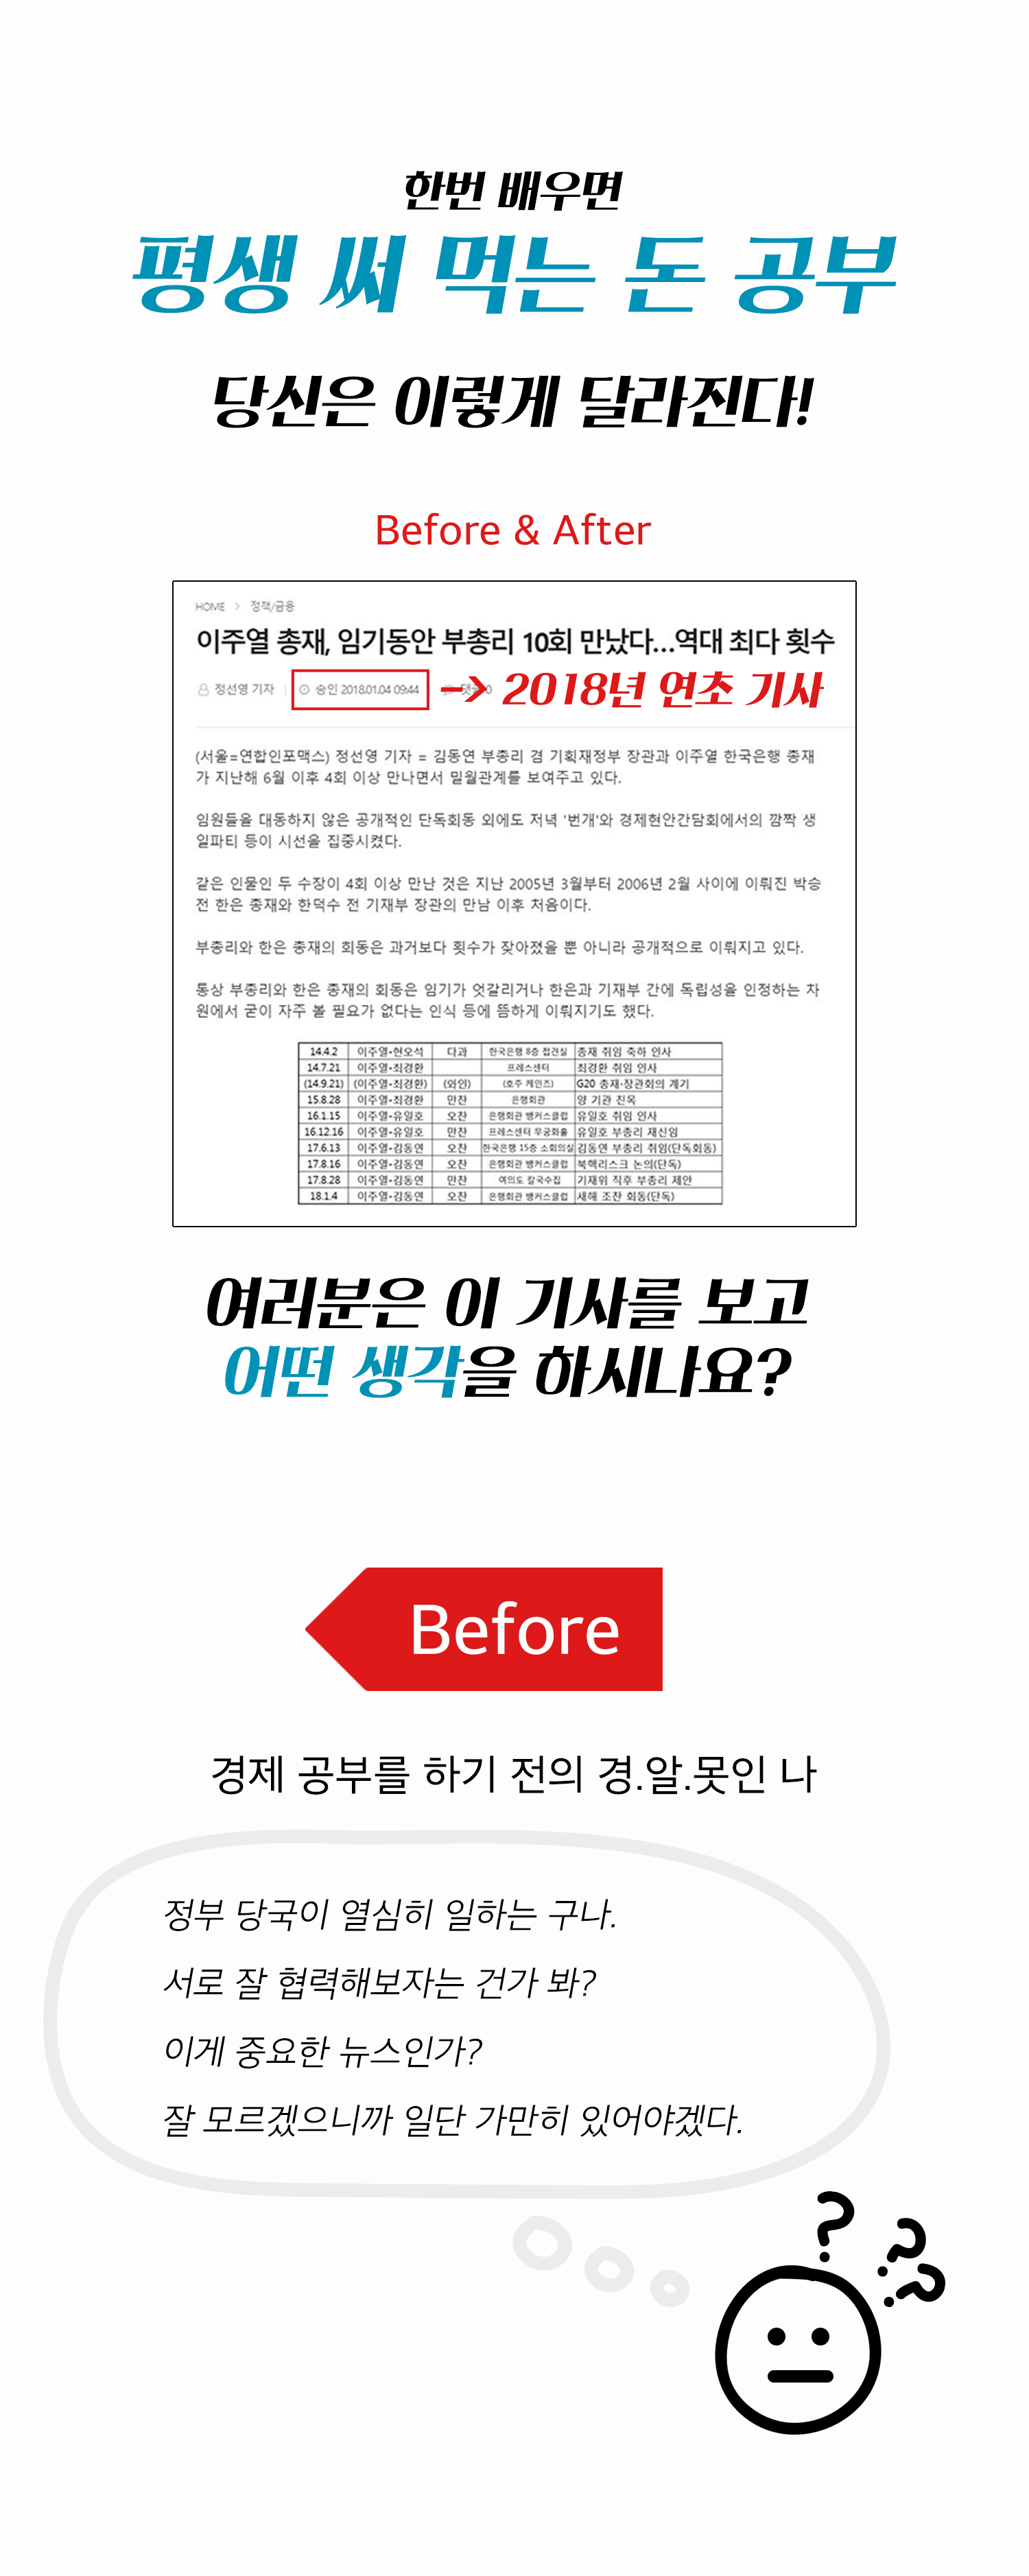 한번 배우면
평생 써 먹는 돈 공부
당신은 이렇게 달라진다!
Before & After
HOME > 정책/금융
이주열 총재, 임기동안 부총리 10회 만났다…역대 최다 횟수
정선영 기자 | 승인 2018.01.04 09:44 댓글 0 -> 2018년 연초 기사
(서울=연합인포맥스) 정선영 기자 = 김동연 부총리 겸 기획재정부 장관과 이주열 한국은행 총재
가 지난해 6월 이후 4회 이상 만나면서 밀월관계를 보여주고 있다.
임원들을 대동하지 않은 공개적인 단독회동 외에도 저녁 '번개'와 경제현안간담회에서의 깜짝 생
일파티 등이 시선을 집중시켰다.
같은 인물인 두 수장이 4회 이상 만난 것은 지난 2005년 3월부터 2006년 2월 사이에 이뤄진 박승
전 한은 총재와 한덕수 전 기재부 장관의 만남 이후 처음이다.
부총리와 한은 총재의 회동은 과거보다 횟수가 잦아졌을 뿐 아니라 공개적으로 이뤄지고 있다.
통상 부총리와 한은 총재의 회동은 임기가 엇갈리거나 한은과 기재부 간에 독립성을 인정하는 차
원에서 굳이 자주 볼 필요가 없다는 인식 등에 뜸하게 이뤄지기도 했다.
14.4.2 이주열-현오석 다과 한국은행 8층 접견실 총재 취임 축하 인사
14.7.21 이주열-최경환 프레스센터 최경환 취임 인사
(14.9.21) (이주열-최경환) (와인) (호주 케인즈) G20 총재·장관회의 계기
15.8.28 이주열-최경환 만찬 은행회관 양 기관 친목
16.1.15 이주열-유일호 오찬 은행회관 뱅커스클럽 유일호 취임 인사
16.12.16 이주열-유일호 만찬 프레스센터 무궁화홀 유일호 부총리 재신임
17.6.13 이주열-김동연 오찬 한국은행 15층 소회의실 김동연 부총리 취임(단독회동)
17.8.16 이주열-김동연 오찬 은행회관 뱅커스클럽 북핵리스크 논의(단독)
17.8.28 이주열-김동연 만찬 여의도 칼국수집 기재위 직후 부총리 제안
18.1.4 이주열-김동연 오찬 은행회관 뱅커스클럽 새해 조찬 회동(단독)
여러분은 이 기사를 보고
어떤 생각을 하시나요?
Before
경제 공부를 하기 전의 경.알.못인 나
정부 당국이 열심히 일하는 구나.
서로 잘 협력해보자는 건가 봐?
이게 중요한 뉴스인가?
잘 모르겠으니까 일단 가만히 있어야겠다.
? ? ?